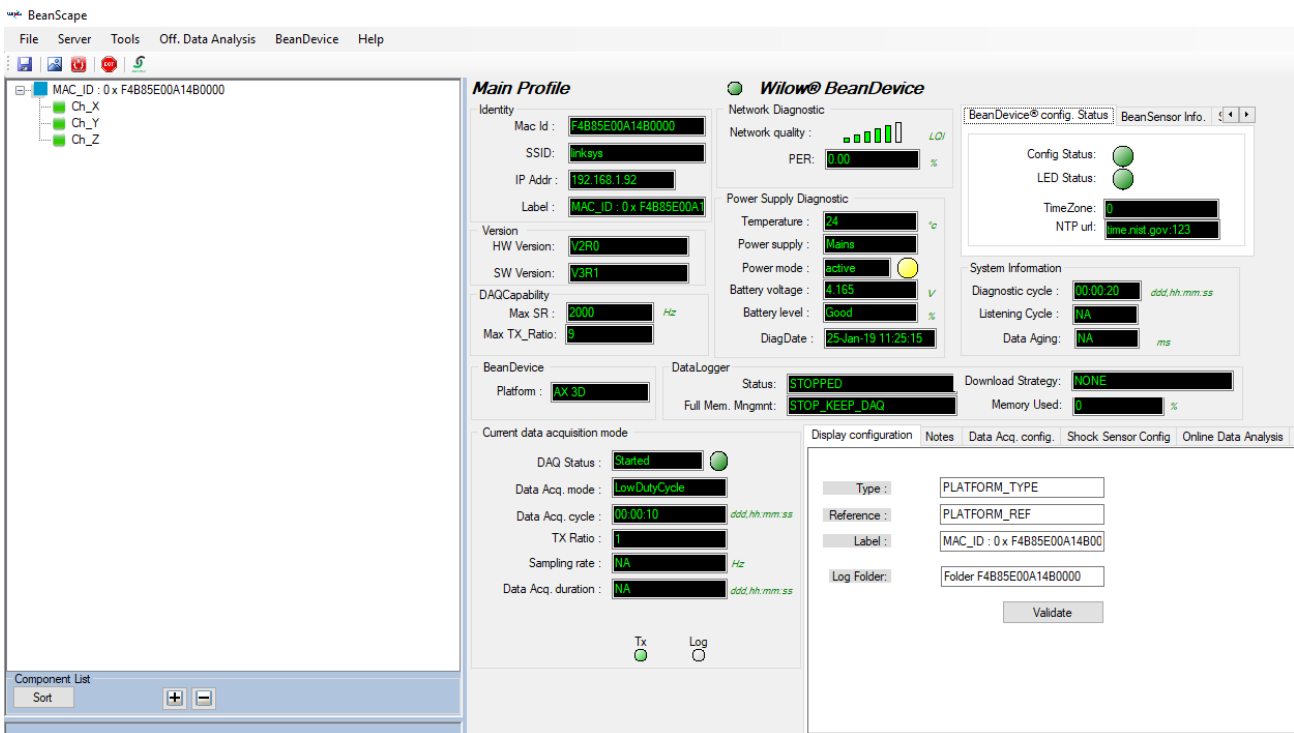 BeanScape
File Server Tools Off. Data Analysis BeanDevice Help
MAC_ID : 0 x F4B85E00A14B0000
Ch_X
Ch_Y
Ch_Z
Component List
Sort
Main Profile
Wilow® BeanDevice
Identity
Mac Id : F4B85E00A14B0000
SSID: linksys
IP Addr : 192.168.1.92
Label : MAC_ID : 0 x F4B85E00A1
Version
HW Version: V2R0
SW Version: V3R1
DAQCapability
Max SR : 2000 Hz
Max TX_Ratio: 9
Network Diagnostic
Network quality : LQI
PER: 0.00 %
Power Supply Diagnostic
Temperature : 24 °c
Power supply : Mains
Power mode : active
Battery voltage : 4.165 V
Battery level : Good %
DiagDate : 25-Jan-19 11:25:15
BeanDevice® config. Status BeanSensor Info.
Config Status:
LED Status:
TimeZone: 0
NTP url: time.nist.gov:123
System Information
Diagnostic cycle : 00:00:20 ddd,hh:mm:ss
Listening Cycle : NA
Data Aging: NA ms
BeanDevice
Platform : AX 3D
DataLogger
Status: STOPPED
Full Mem. Mngmnt: STOP_KEEP_DAQ
Download Strategy: NONE
Memory Used: 0 %
Current data acquisition mode
DAQ Status : Started
Data Acq. mode : LowDutyCycle
Data Acq. cycle : 00:00:10 ddd,hh:mm:ss
TX Ratio : 1
Sampling rate : NA Hz
Data Acq. duration : NA ddd,hh:mm:ss
Tx Log
Display configuration Notes Data Acq. config. Shock Sensor Config Online Data Analysis
Type : PLATFORM_TYPE
Reference : PLATFORM_REF
Label : MAC_ID : 0 x F4B85E00A14B00
Log Folder: Folder F4B85E00A14B0000
Validate